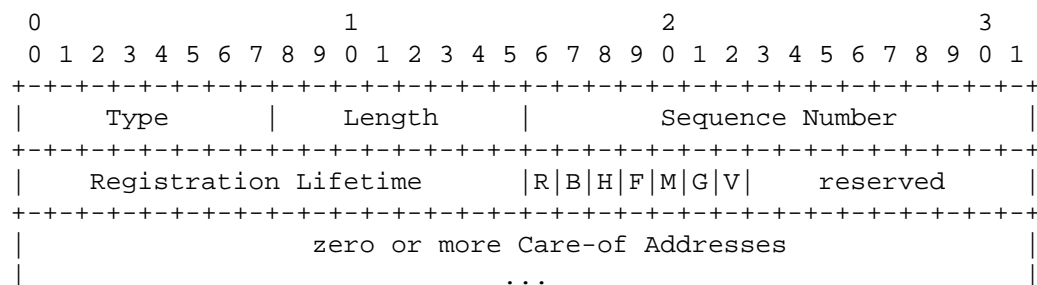 0                   1                   2                   3
 0 1 2 3 4 5 6 7 8 9 0 1 2 3 4 5 6 7 8 9 0 1 2 3 4 5 6 7 8 9 0 1
+-+-+-+-+-+-+-+-+-+-+-+-+-+-+-+-+-+-+-+-+-+-+-+-+-+-+-+-+-+-+-+-+
|     Type      |    Length     |        Sequence Number        |
+-+-+-+-+-+-+-+-+-+-+-+-+-+-+-+-+-+-+-+-+-+-+-+-+-+-+-+-+-+-+-+-+
|    Registration Lifetime      |R|B|H|F|M|G|V|    reserved     |
+-+-+-+-+-+-+-+-+-+-+-+-+-+-+-+-+-+-+-+-+-+-+-+-+-+-+-+-+-+-+-+-+
|                  zero or more Care-of Addresses               |
|                              ...                              |